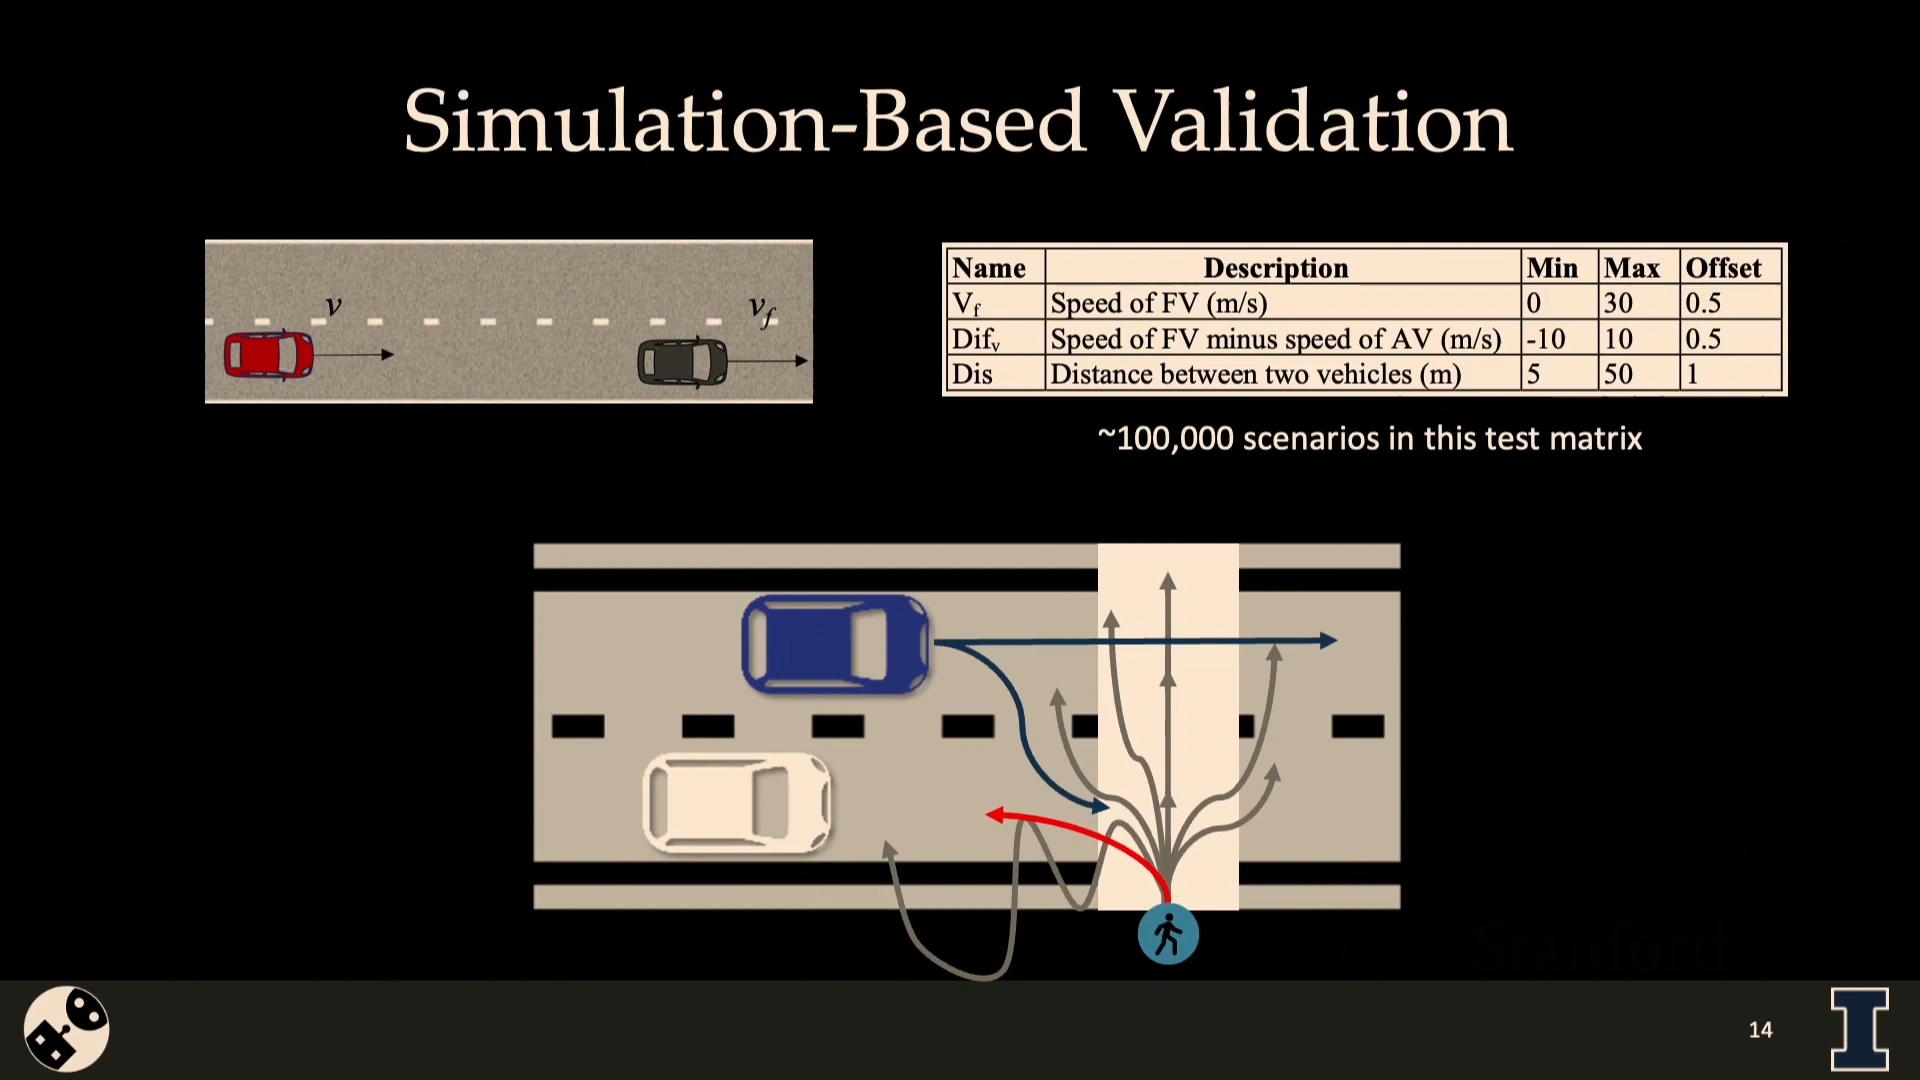 Simulation-Based Validation
v
v_f
Name Description Min Max Offset
V_f Speed of FV (m/s) 0 30 0.5
Dif_v Speed of FV minus speed of AV (m/s) -10 10 0.5
Dis Distance between two vehicles (m) 5 50 1
~100,000 scenarios in this test matrix
14
I